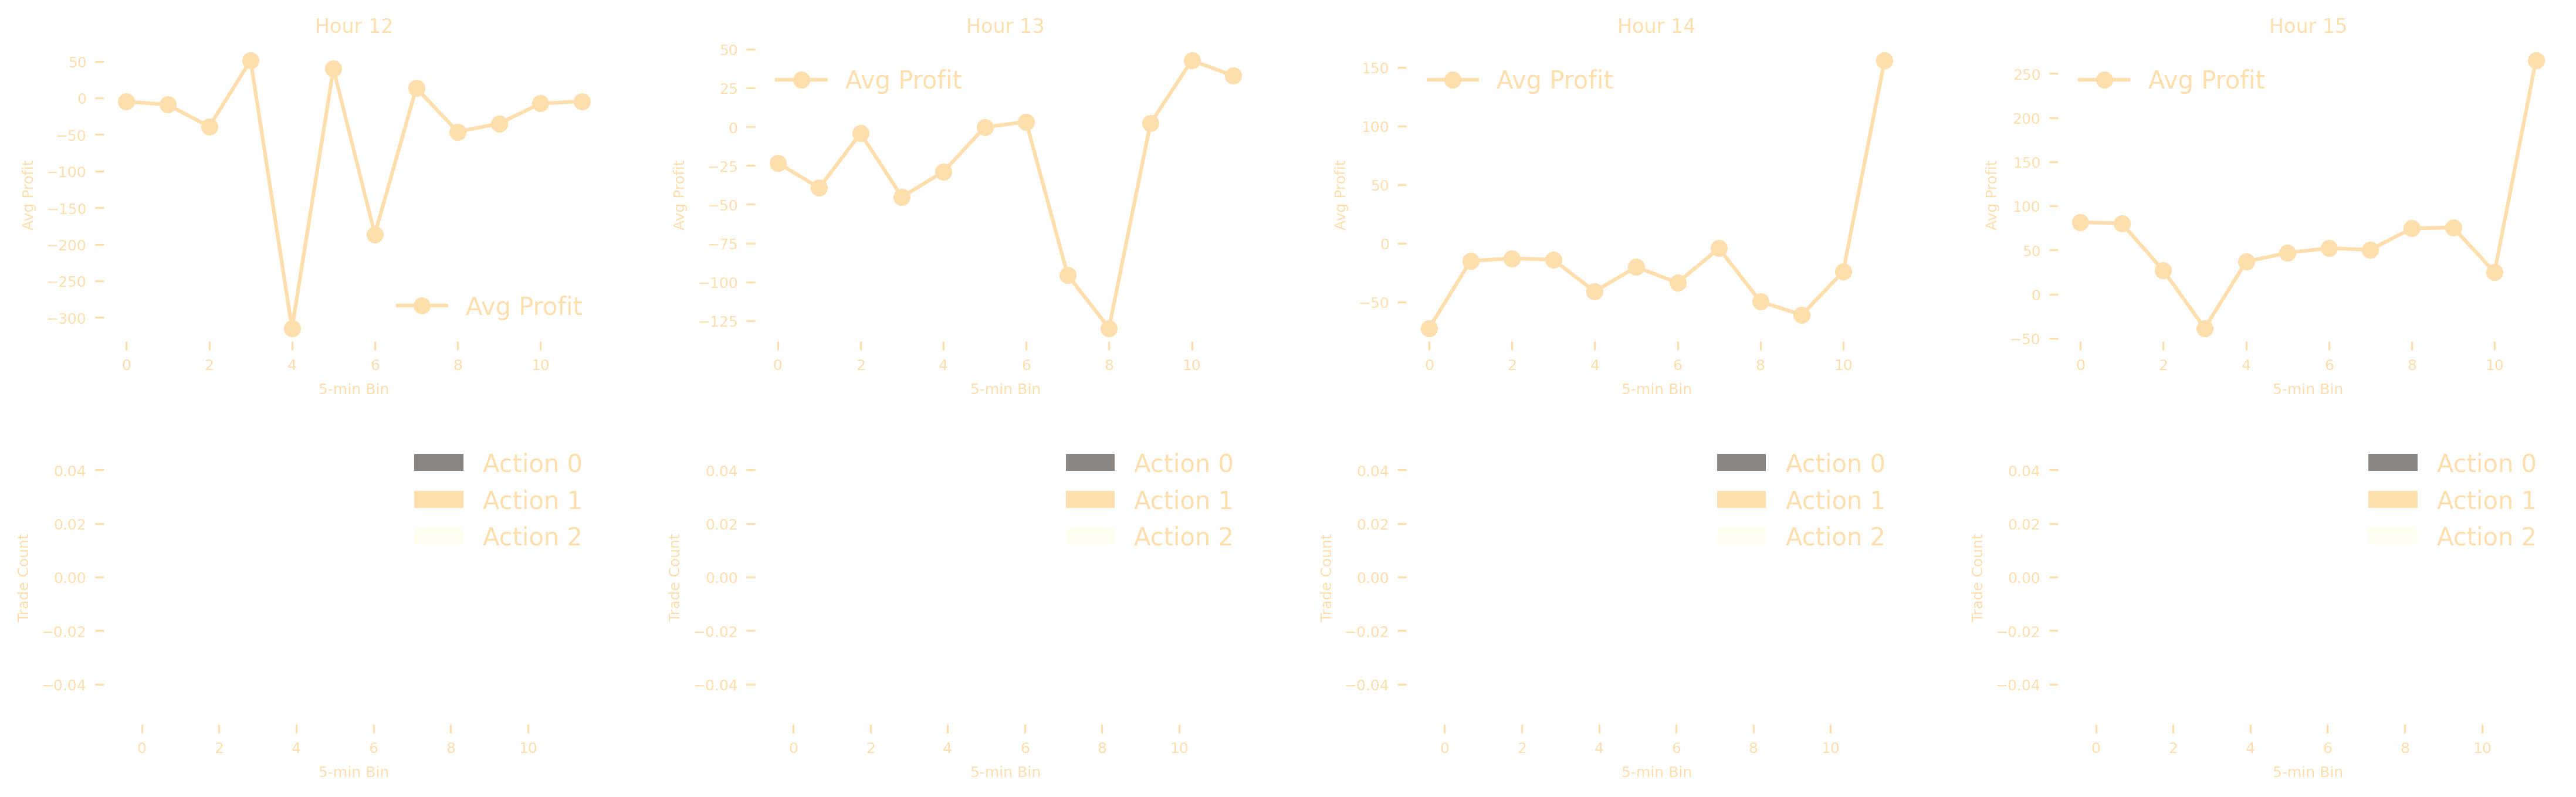 Hour 12
50
0
−50
−100
−150
−200
−250
−300
Avg Profit
Avg Profit
0 2 4 6 8 10
5-min Bin
Hour 13
50
25
0
−25
−50
−75
−100
−125
Avg Profit
Avg Profit
0 2 4 6 8 10
5-min Bin
Hour 14
150
100
50
0
−50
Avg Profit
Avg Profit
0 2 4 6 8 10
5-min Bin
Hour 15
250
200
150
100
50
0
−50
Avg Profit
Avg Profit
0 2 4 6 8 10
5-min Bin
0.04
0.02
0.00
−0.02
−0.04
Trade Count
Action 0
Action 1
Action 2
0 2 4 6 8 10
5-min Bin
0.04
0.02
0.00
−0.02
−0.04
Trade Count
Action 0
Action 1
Action 2
0 2 4 6 8 10
5-min Bin
0.04
0.02
0.00
−0.02
−0.04
Trade Count
Action 0
Action 1
Action 2
0 2 4 6 8 10
5-min Bin
0.04
0.02
0.00
−0.02
−0.04
Trade Count
Action 0
Action 1
Action 2
0 2 4 6 8 10
5-min Bin